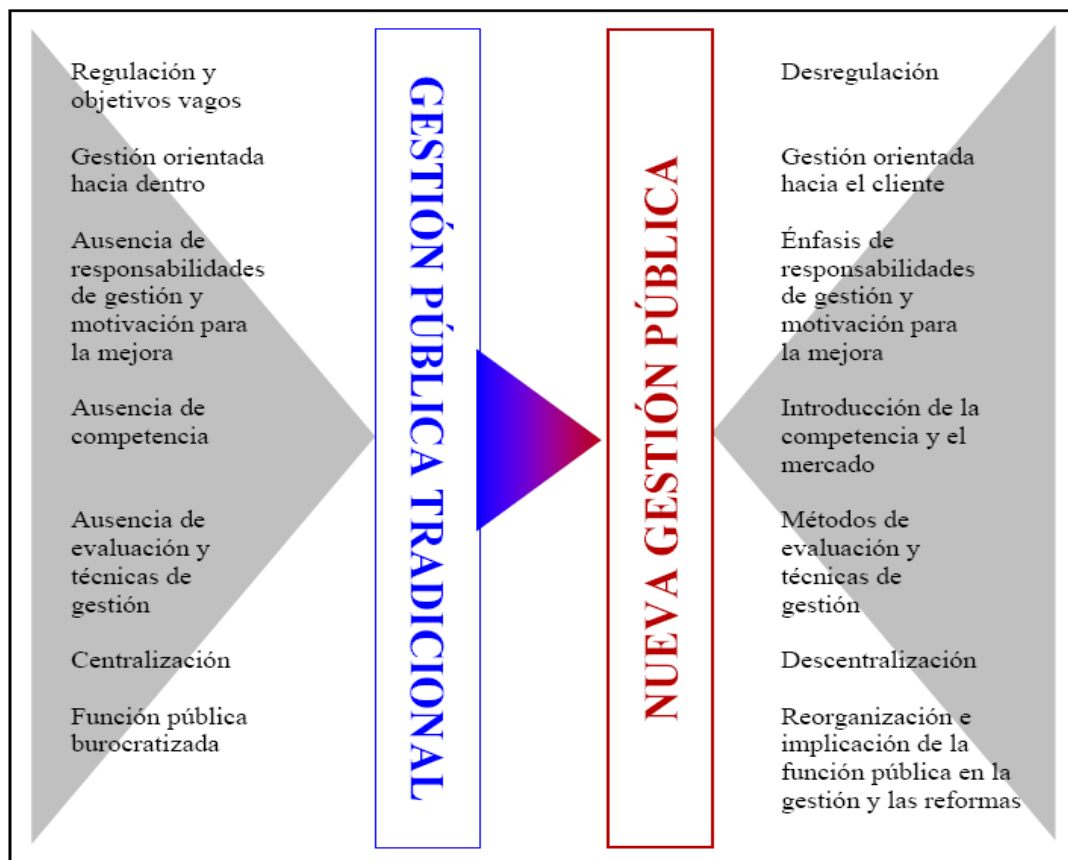 Regulación y
objetivos vagos
Gestión orientada
hacia dentro
Ausencia de
responsabilidades
de gestión y
motivación para
la mejora
Ausencia de
competencia
Ausencia de
evaluación y
técnicas de
gestión
Centralización
Función pública
burocratizada
GESTIÓN PÚBLICA TRADICIONAL
NUEVA GESTIÓN PÚBLICA
Desregulación
Gestión orientada
hacia el cliente
Énfasis de
responsabilidades
de gestión y
motivación para
la mejora
Introducción de la
competencia y el
mercado
Métodos de
evaluación y
técnicas de
gestión
Descentralización
Reorganización e
implicación de la
función pública en la
gestión y las reformas